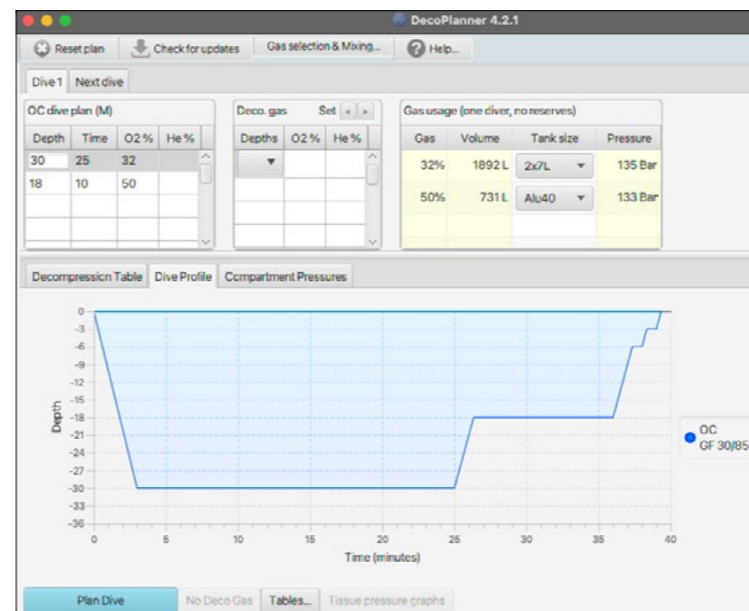 DecoPlanner 4.2.1
Reset plan Check for updates Gas selection & Mixing... Help...
Dive 1 Next dive
OC dive plan (M) Deco. gas Set < > Gas usage (one diver, no reserves)
Depth Time O2 % He % Depths O2 % He % Gas Volume Tank size Pressure
30 25 32 32% 1892 L 2x7L 135 Bar
18 10 50 50% 731 L Alu40 133 Bar
Decompression Table Dive Profile Compartment Pressures
0
-3
-6
-9
-12
-15
-18
-21
-24
-27
-30
-33
-36
Depth
OC
GF 30/85
0 5 10 15 20 25 30 35 40
Time (minutes)
Plan Dive No Deco Gas Tables... Tissue pressure graphs